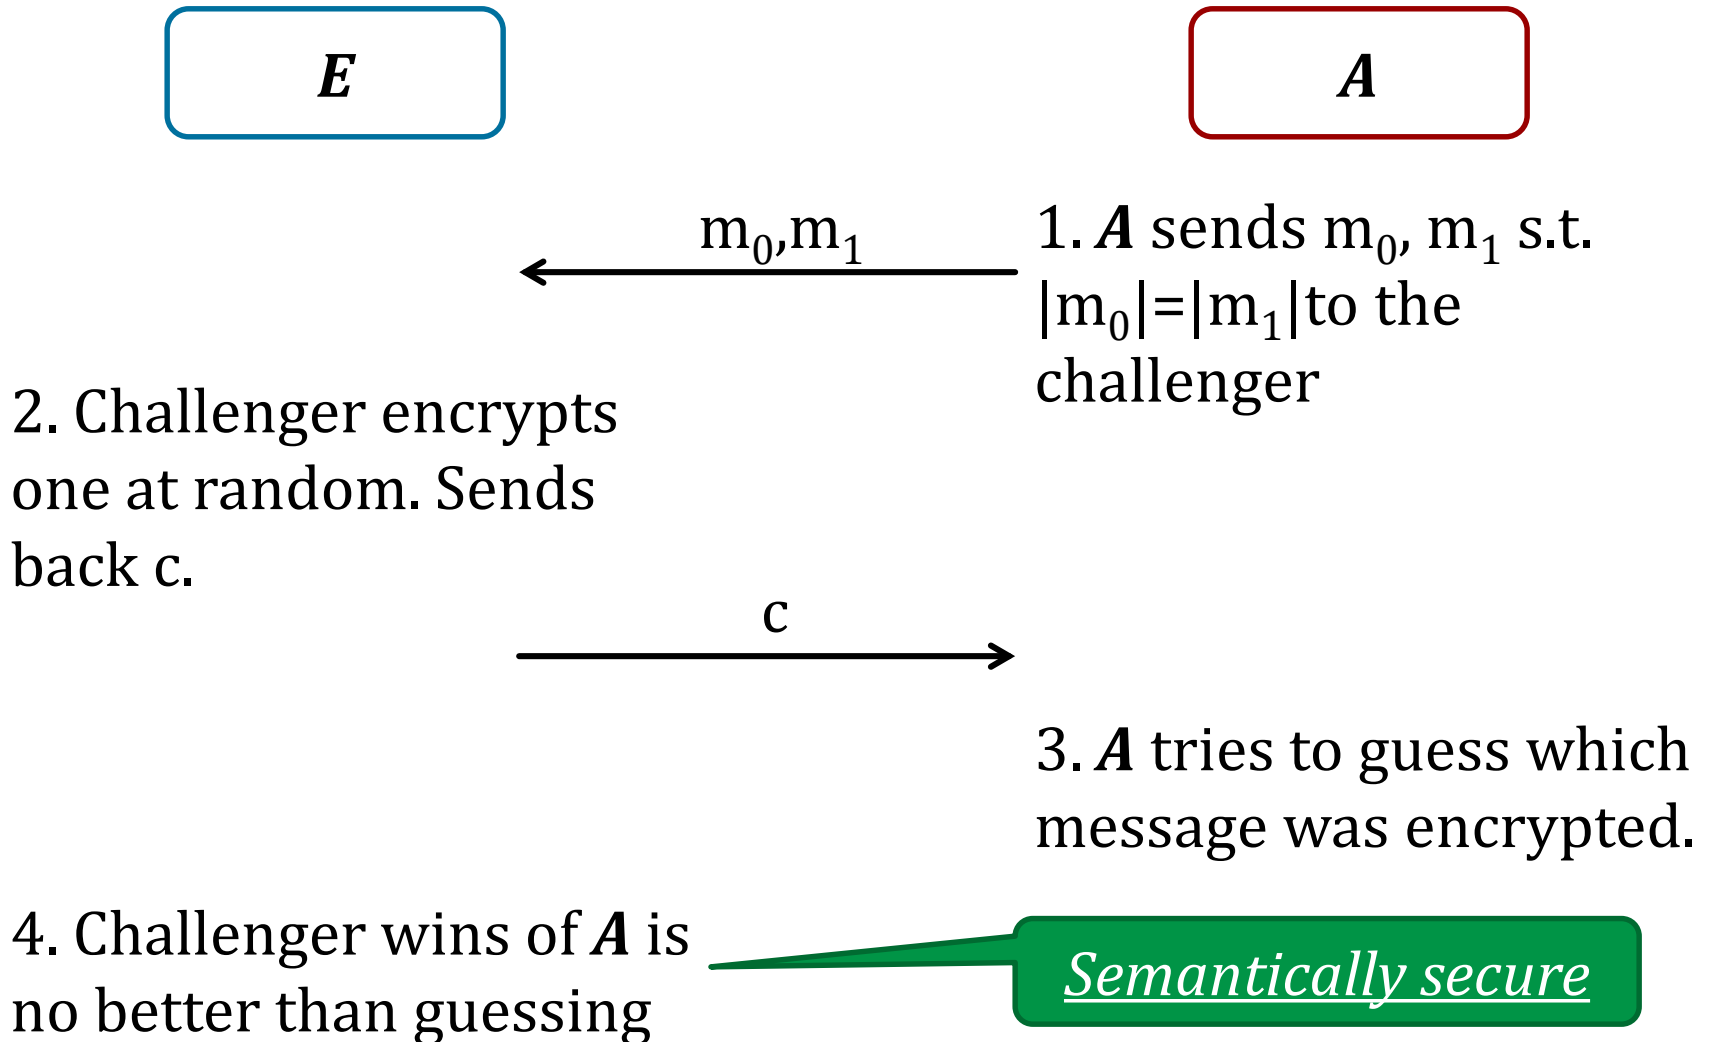 E
A
m₀,m₁
1. A sends m₀, m₁ s.t.
|m₀|=|m₁|to the
challenger
2. Challenger encrypts
one at random. Sends
back c.
c
3. A tries to guess which
message was encrypted.
4. Challenger wins of A is
no better than guessing
Semantically secure